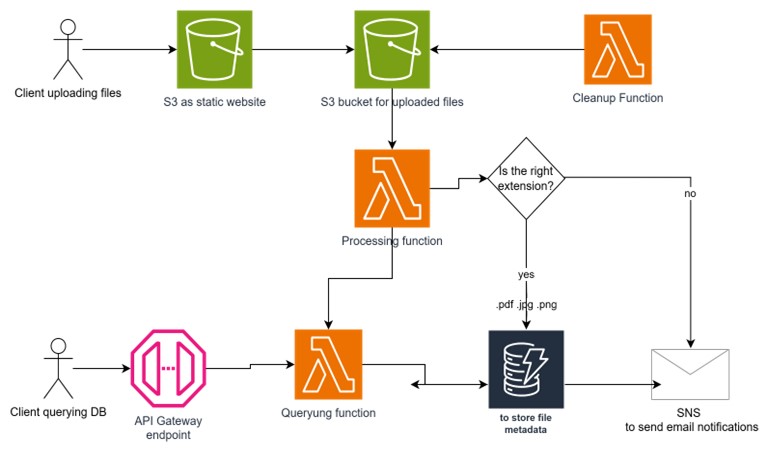 Client uploading files
S3 as static website
S3 bucket for uploaded files
Cleanup Function
Is the right
extension?
no
Processing function
yes
.pdf .jpg .png
Client querying DB
API Gateway
endpoint
Queryung function
to store file
metadata
SNS
to send email notifications